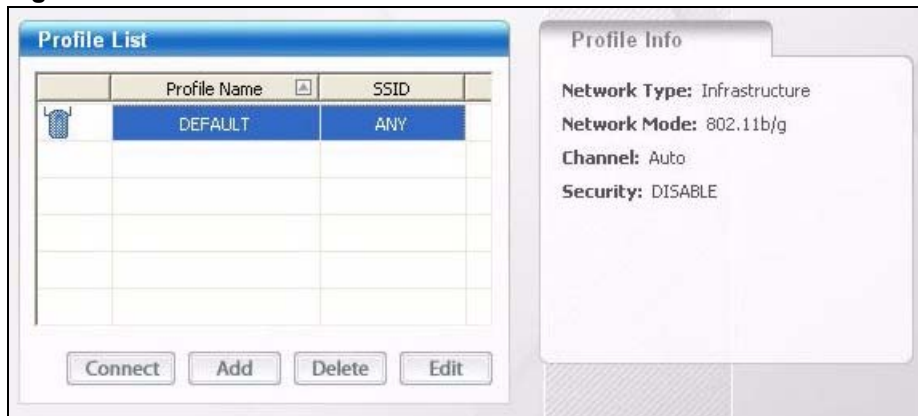 Profile List
Profile Name SSID
DEFAULT ANY
Connect Add Delete Edit
Profile Info
Network Type: Infrastructure
Network Mode: 802.11b/g
Channel: Auto
Security: DISABLE